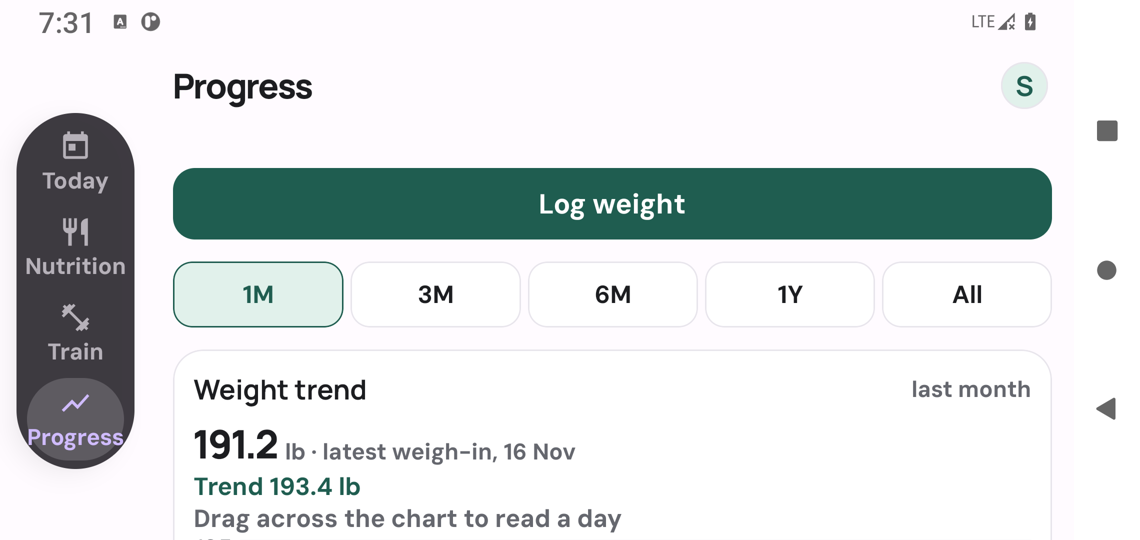 7:31
LTE
Progress
S
Today
Nutrition
Train
Progress
Log weight
1M
3M
6M
1Y
All
Weight trend
last month
191.2 lb · latest weigh-in, 16 Nov
Trend 193.4 lb
Drag across the chart to read a day